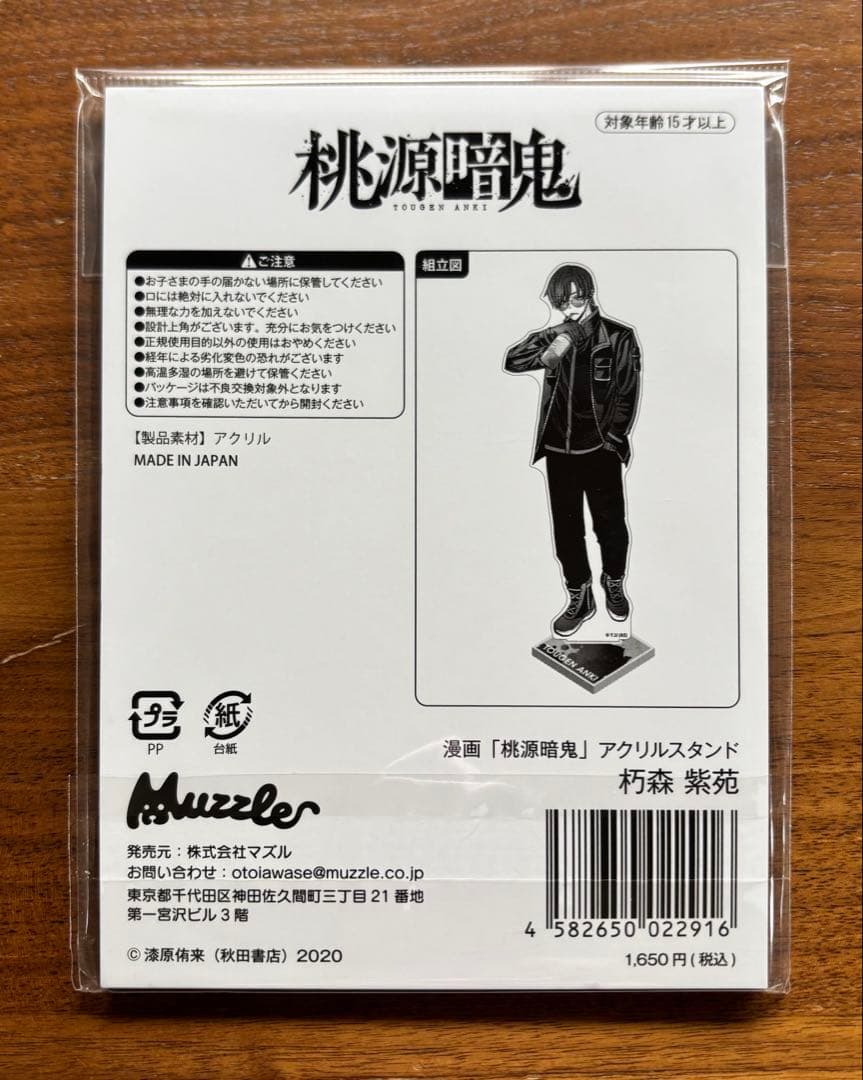 対象年齢15才以上
桃源暗鬼
TOUGEN ANKI
ご注意
●お子さまの手の届かない場所に保管してください
●口には絶対に入れないでください
●無理な力を加えないでください
●設計上角がございます。充分にお気をつけください
●正規使用目的以外の使用はおやめください
●経年による劣化変色の恐れがございます
●高温多湿の場所を避けて保管ください
●パッケージは不良交換対象外となります
●注意事項を確認いただいてから開封ください
【製品素材】アクリル
MADE IN JAPAN
組立図
TOUGEN ANKI
プラ
PP
紙
台紙
漫画「桃源暗鬼」アクリルスタンド
朽森 紫苑
Muzzle
発売元：株式会社マズル
お問い合わせ：otoiawase@muzzle.co.jp
東京都千代田区神田佐久間町三丁目21番地
第一宮沢ビル3階
©漆原侑来（秋田書店）2020
4 582650 022916
1,650円(税込)